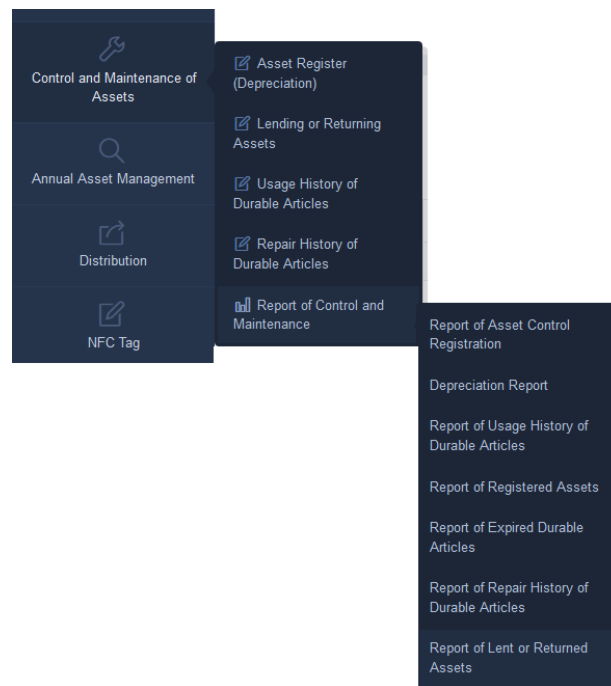 Control and Maintenance of
Assets
Annual Asset Management
Distribution
NFC Tag
Asset Register
(Depreciation)
Lending or Returning
Assets
Usage History of
Durable Articles
Repair History of
Durable Articles
Report of Control and
Maintenance
Report of Asset Control
Registration
Depreciation Report
Report of Usage History of
Durable Articles
Report of Registered Assets
Report of Expired Durable
Articles
Report of Repair History of
Durable Articles
Report of Lent or Returned
Assets